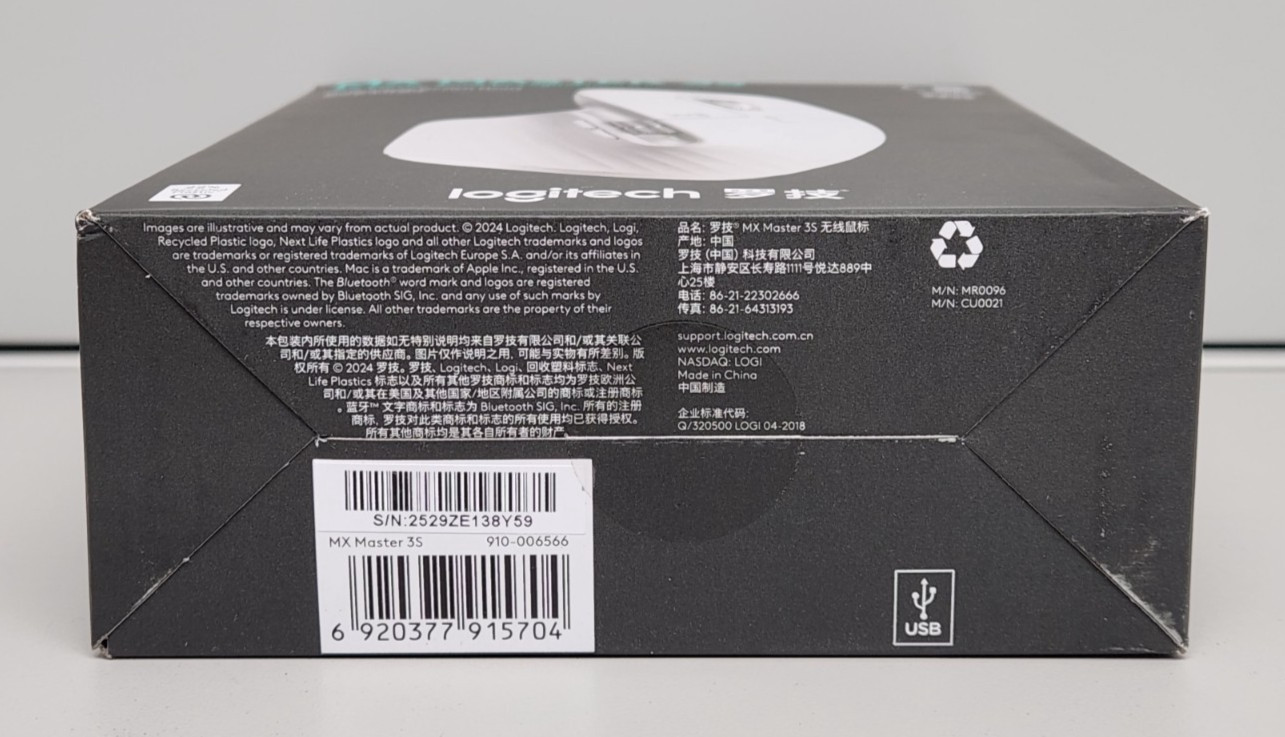 logitech 罗技
Images are illustrative and may vary from actual product. © 2024 Logitech. Logitech, Logi,
Recycled Plastic logo, Next Life Plastics logo and all other Logitech trademarks and logos
are trademarks or registered trademarks of Logitech Europe S.A. and/or its affiliates in
the U.S. and other countries. Mac is a trademark of Apple Inc., registered in the U.S.
and other countries. The Bluetooth® word mark and logos are registered
trademarks owned by Bluetooth SIG, Inc. and any use of such marks by
Logitech is under license. All other trademarks are the property of their
respective owners.
本包装内所使用的数据如无特别说明均来自罗技有限公司和/或其关联公
司和/或其指定的供应商。图片仅作说明之用, 可能与实物有所差别。版
权所有 © 2024 罗技。罗技、Logitech、Logi、回收塑料标志、Next
Life Plastics 标志以及所有其他罗技商标和标志均为罗技欧洲公
司和/或其在美国及其他国家/地区附属公司的商标或注册商标
。蓝牙™ 文字商标和标志为 Bluetooth SIG, Inc. 所有的注册
商标, 罗技对此类商标和标志的所有使用均已获得授权。
所有其他商标均是其各自所有者的财产
品名: 罗技® MX Master 3S 无线鼠标
产地: 中国
罗技 (中国) 科技有限公司
上海市静安区长寿路1111号悦达889中
心25楼
电话: 86-21-22302666
传真: 86-21-64313193
support.logitech.com.cn
www.logitech.com
NASDAQ: LOGI
Made in China
中国制造
企业标准代码:
Q/320500 LOGI 04-2018
M/N: MR0096
M/N: CU0021
S/N:2529ZE138Y59
MX Master 3S 910-006566
6 920377 915704
USB